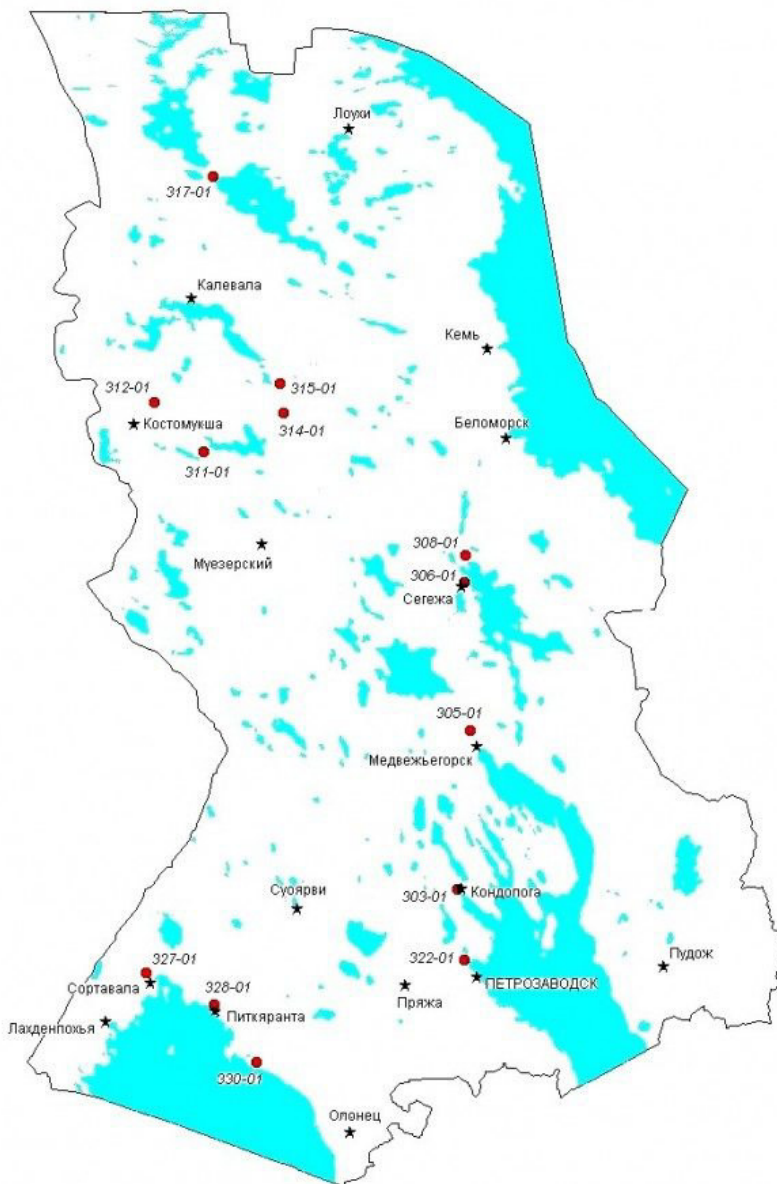 Лоухи
317-01
Калевала
Кемь
312-01
315-01
Костомукша
314-01
Беломорск
311-01
308-01
Муезерский
306-01
Сегежа
305-01
Медвежьегорск
Суоярви
303-01
Кондопога
327-01
322-01
Пудож
Сортавала
328-01
Пряжа
ПЕТРОЗАВОДСК
Лахденпохья
Питкяранта
330-01
Олонец